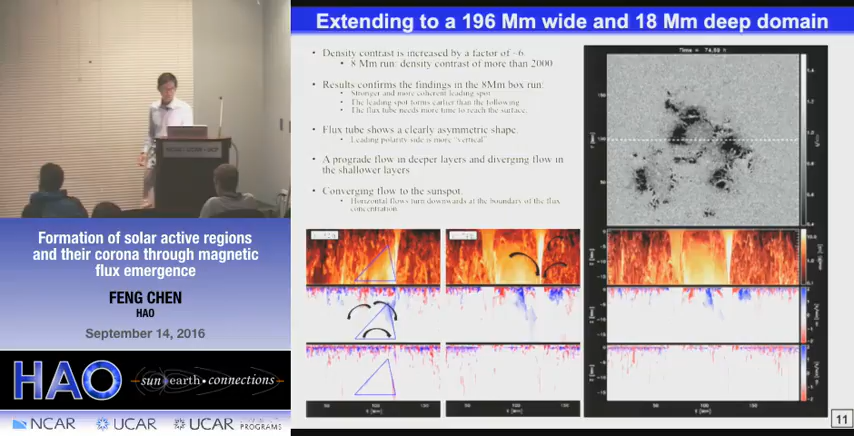 Extending to a 196 Mm wide and 18 Mm deep domain
• Density contrast is increased by a factor of ~6.
• 8 Mm run: density contrast of more than 2000.
• Results confirms the findings in the 8Mm box run:
• Stronger and more coherent leading spot
• The leading spot forms earlier than the following.
• The flux tube needs more time to reach the surface.
• Flux tube shows a clearly asymmetric shape.
• Leading polarity side is more "vertical"
• A prograde flow in deeper layers and diverging flow in
the shallower layers
• Converging flow to the sunspot.
• Horizontal flows turn downwards at the boundary of the flux
concentration
Formation of solar active regions
and their corona through magnetic
flux emergence
FENG CHEN
HAO
September 14, 2016
HAO
sun•earth•connections
NCAR
UCAR
UCAR PROGRAMS
11